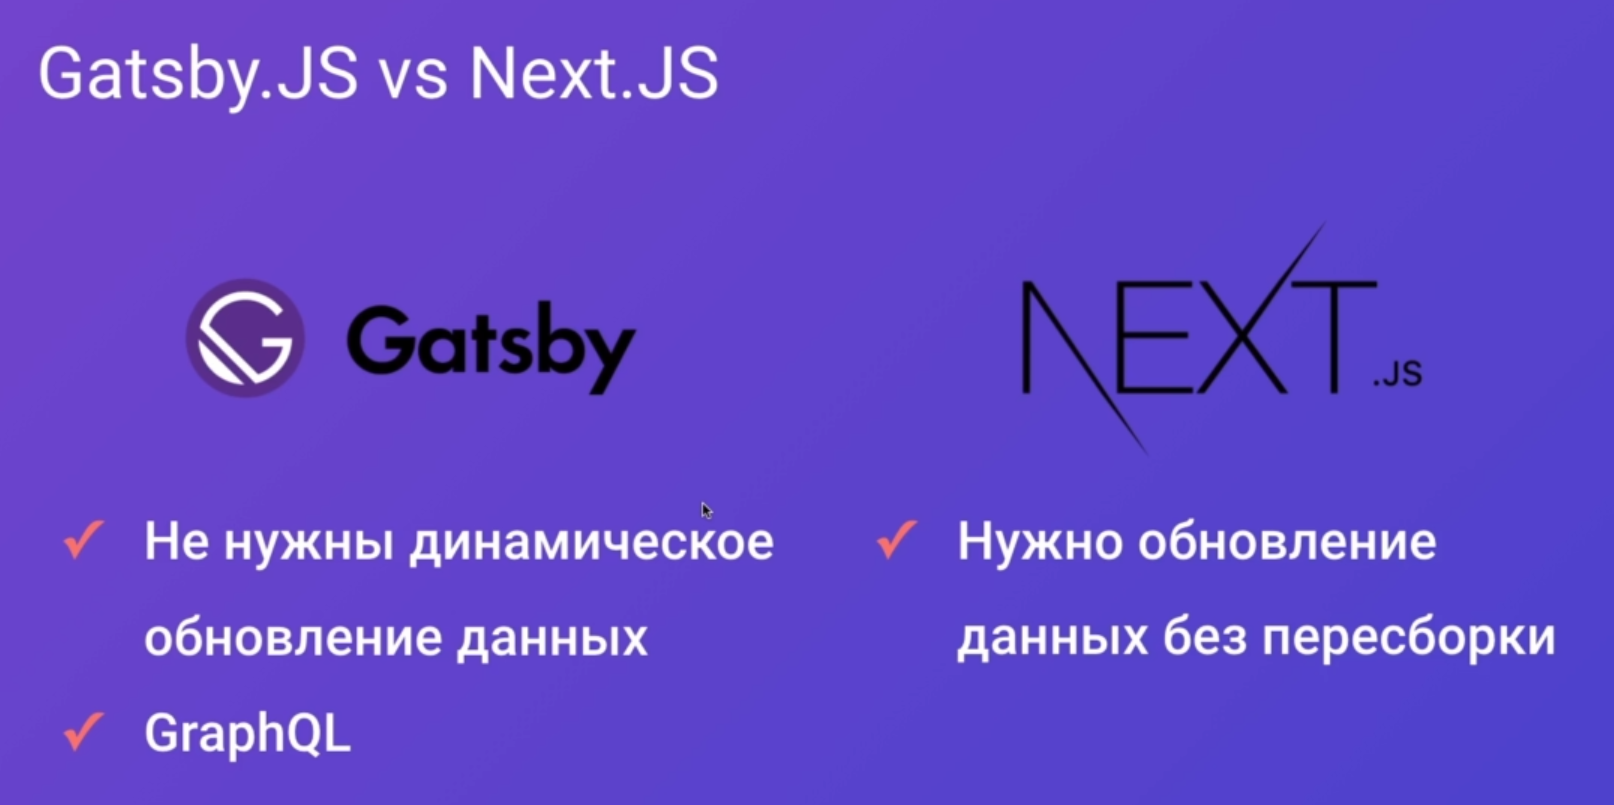 Gatsby.JS vs Next.JS
Gatsby
NEXT.JS
Не нужны динамическое
обновление данных
GraphQL
Нужно обновление
данных без пересборки